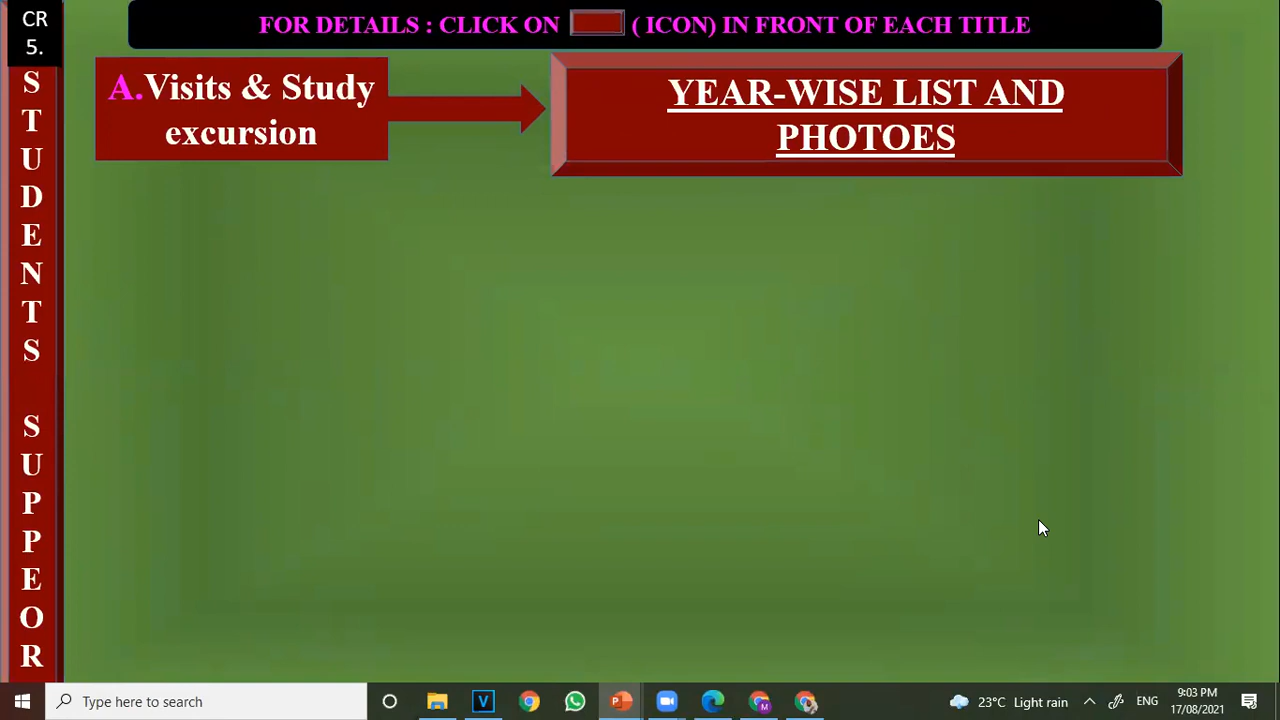 CR
5.
FOR DETAILS : CLICK ON ( ICON) IN FRONT OF EACH TITLE
A.Visits & Study
excursion
YEAR-WISE LIST AND
PHOTOES
S
T
U
D
E
N
T
S
S
U
P
P
E
O
R
Type here to search
V
M
23°C Light rain
ENG
9:03 PM
17/08/2021